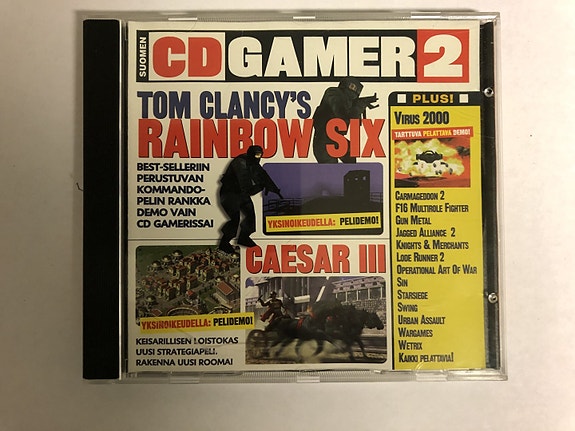 SUOMEN
CD GAMER 2
TOM CLANCY'S
RAINBOW SIX
BEST-SELLERIIN
PERUSTUVAN
KOMMANDO-
PELIN RANKKA
DEMO VAIN
CD GAMERISSA!
YKSINOIKEUDELLA: PELIDEMO!
CAESAR III
YKSINOIKEUDELLA: PELIDEMO!
KEISARILLISEN LOISTOKAS
UUSI STRATEGIAPELI.
RAKENNA UUSI ROOMA!
PLUS!
VIRUS 2000
TARTTUVA PELATTAVA DEMO!
CARMAGEDDON 2
F16 MULTIROLE FIGHTER
GUN METAL
JAGGED ALLIANCE 2
KNIGHTS & MERCHANTS
LODE RUNNER 2
OPERATIONAL ART OF WAR
SIN
STARSIEGE
SWING
URBAN ASSAULT
WARGAMES
WETRIX
KAIKKI PELATTAVIA!